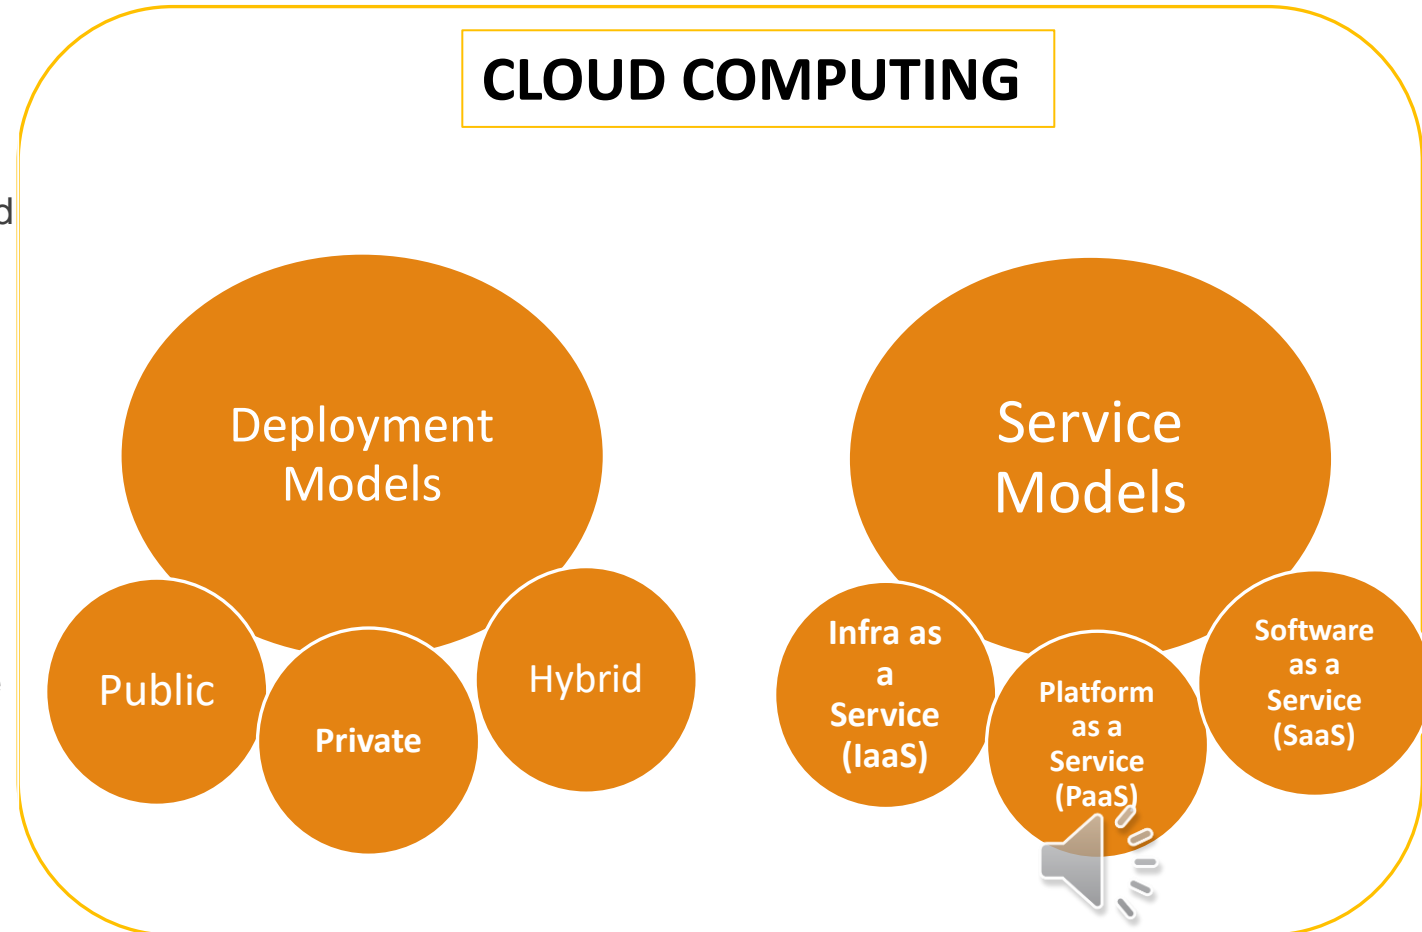 CLOUD COMPUTING
d
Deployment
Models
Public
Private
Hybrid
Service
Models
Infra as
a
Service
(IaaS)
Platform
as a
Service
(PaaS)
Software
as a
Service
(SaaS)